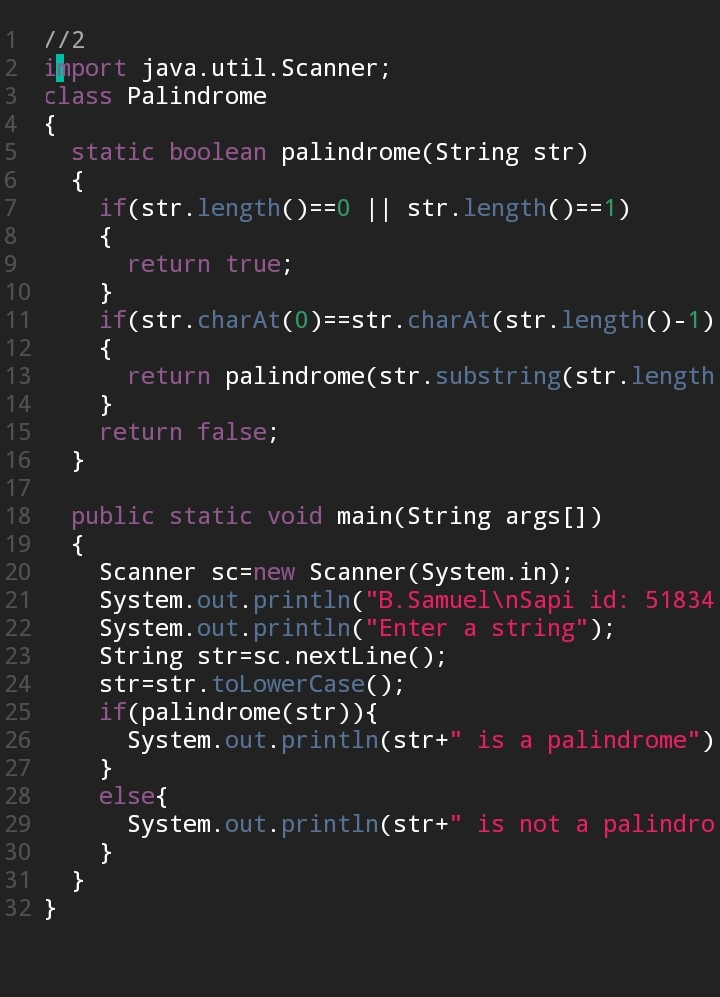 1 //2
2 import java.util.Scanner;
3 class Palindrome
4 {
5 static boolean palindrome(String str)
6 {
7 if(str.length()==0 || str.length()==1)
8 {
9 return true;
10 }
11 if(str.charAt(0)==str.charAt(str.length()-1)
12 {
13 return palindrome(str.substring(str.length
14 }
15 return false;
16 }
17
18 public static void main(String args[])
19 {
20 Scanner sc=new Scanner(System.in);
21 System.out.println("B.Samuel\nSapi id: 51834
22 System.out.println("Enter a string");
23 String str=sc.nextLine();
24 str=str.toLowerCase();
25 if(palindrome(str)){
26 System.out.println(str+" is a palindrome")
27 }
28 else{
29 System.out.println(str+" is not a palindro
30 }
31 }
32 }